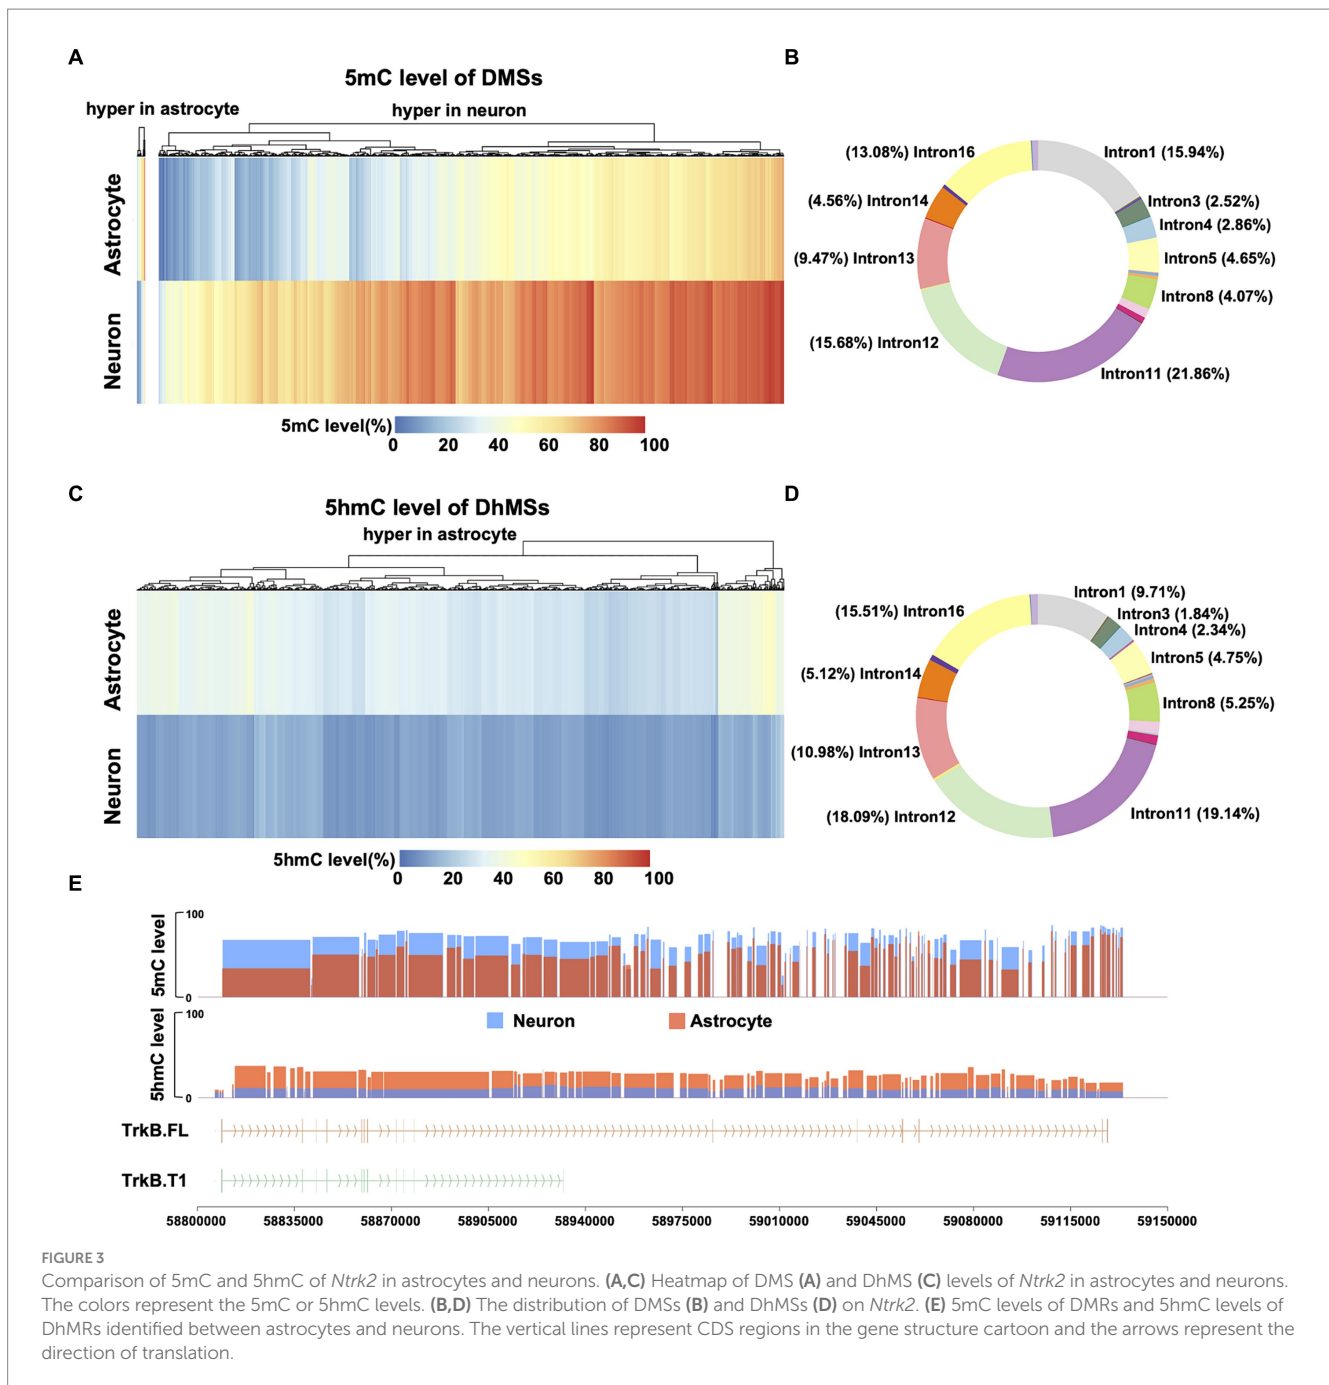 A
5mC level of DMSs
hyper in astrocyte
hyper in neuron
Astrocyte
Neuron
5mC level(%)
0 20 40 60 80 100
B
(13.08%) Intron16
Intron1 (15.94%)
(4.56%) Intron14
Intron3 (2.52%)
Intron4 (2.86%)
(9.47%) Intron13
Intron5 (4.65%)
Intron8 (4.07%)
(15.68%) Intron12
Intron11 (21.86%)
C
5hmC level of DhMSs
hyper in astrocyte
Astrocyte
Neuron
5hmC level(%)
0 20 40 60 80 100
D
Intron1 (9.71%)
(15.51%) Intron16
Intron3 (1.84%)
Intron4 (2.34%)
Intron5 (4.75%)
(5.12%) Intron14
Intron8 (5.25%)
(10.98%) Intron13
(18.09%) Intron12
Intron11 (19.14%)
E
5mC level
100
0
5hmC level
100
0
Neuron
Astrocyte
TrkB.FL
TrkB.T1
58800000 58835000 58870000 58905000 58940000 58975000 59010000 59045000 59080000 59115000 59150000
FIGURE 3
Comparison of 5mC and 5hmC of Ntrk2 in astrocytes and neurons. (A,C) Heatmap of DMS (A) and DhMS (C) levels of Ntrk2 in astrocytes and neurons.
The colors represent the 5mC or 5hmC levels. (B,D) The distribution of DMSs (B) and DhMSs (D) on Ntrk2. (E) 5mC levels of DMRs and 5hmC levels of
DhMRs identified between astrocytes and neurons. The vertical lines represent CDS regions in the gene structure cartoon and the arrows represent the
direction of translation.